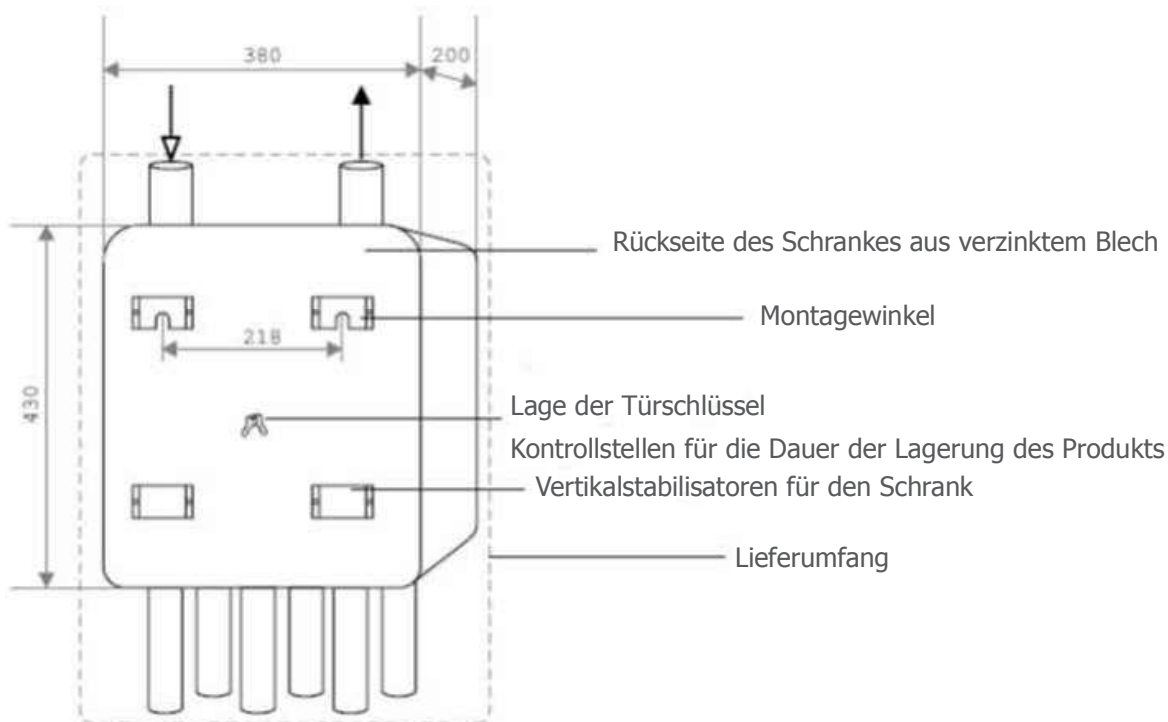 380
200
Rückseite des Schrankes aus verzinktem Blech
Montagewinkel
218
430
Lage der Türschlüssel
Kontrollstellen für die Dauer der Lagerung des Produkts
Vertikalstabilisatoren für den Schrank
Lieferumfang